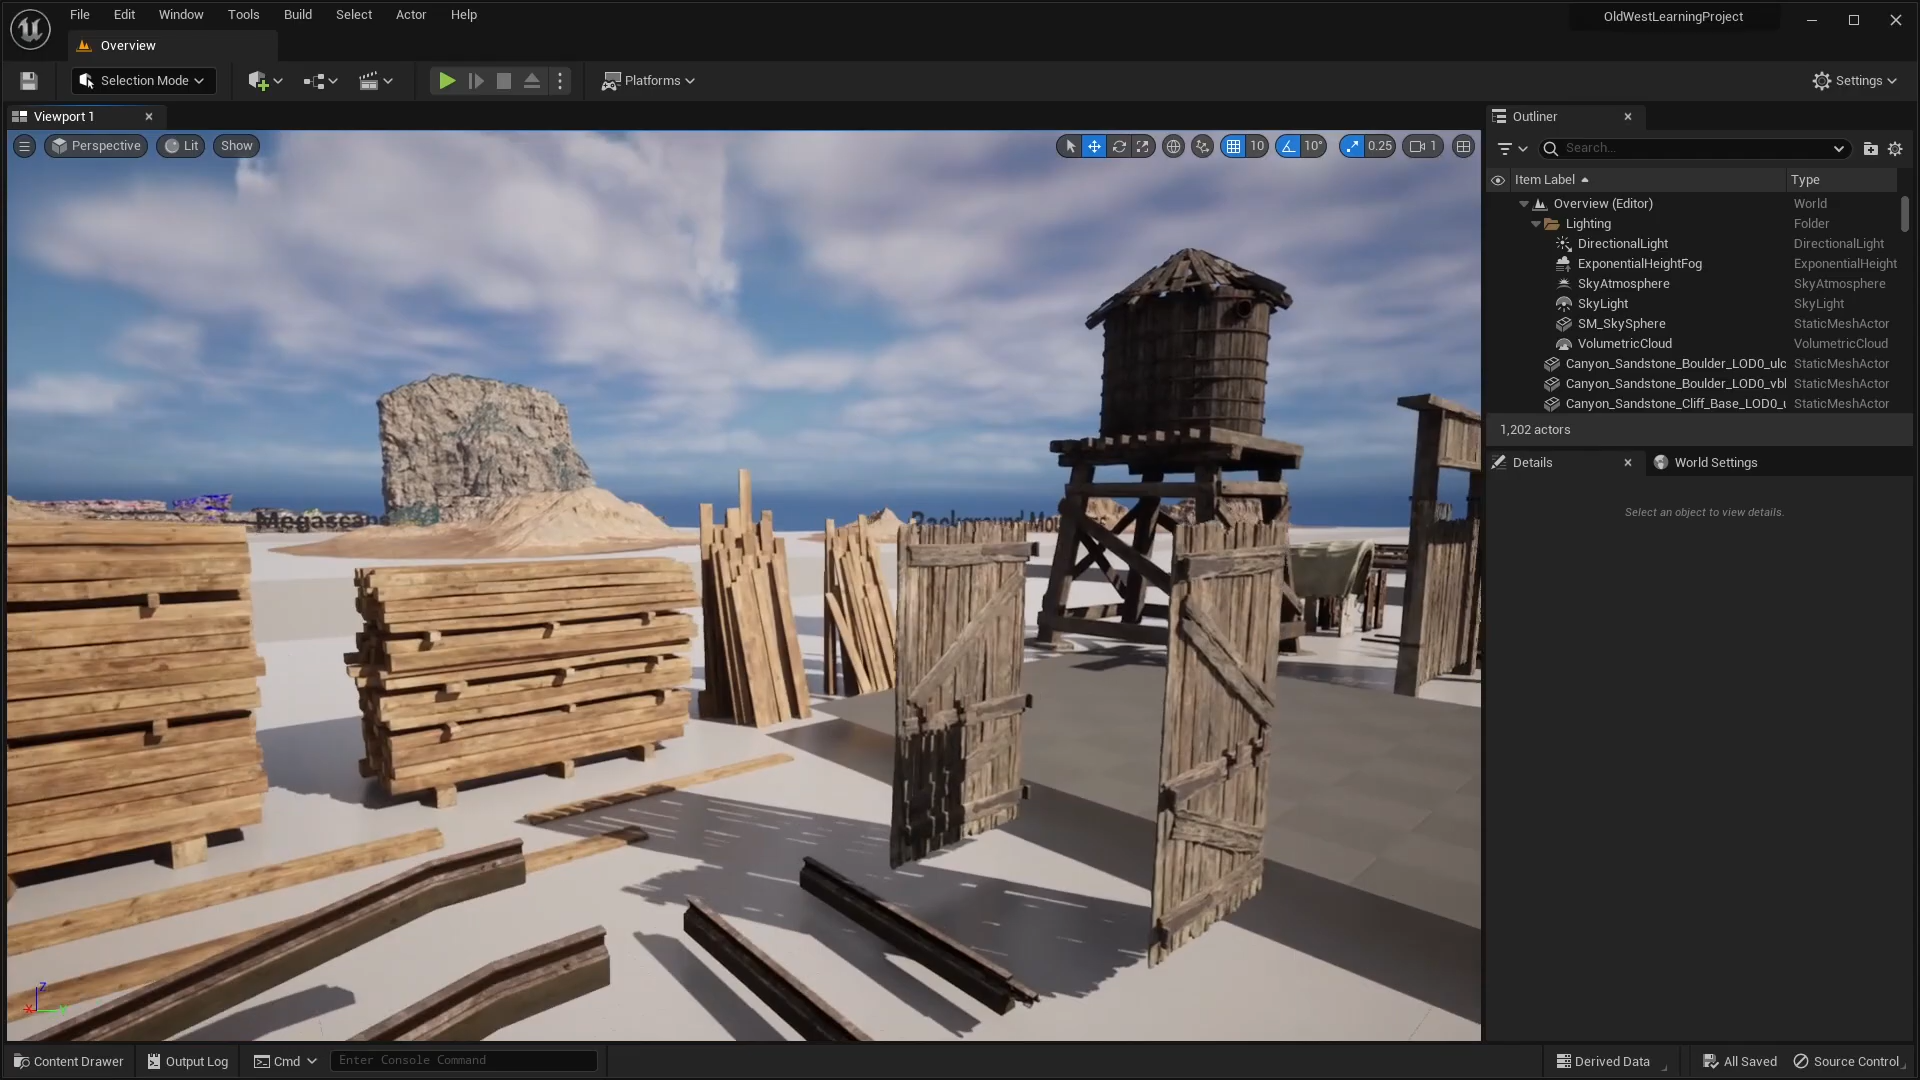 File Edit Window Tools Build Select Actor Help
OldWestLearningProject
Overview
Selection Mode
Platforms
Settings
Viewport 1
Perspective Lit Show
10 10° 0.25 1
Megascans
Background
Z
X
Outliner
Search...
Item Label Type
Overview (Editor) World
Lighting Folder
DirectionalLight DirectionalLight
ExponentialHeightFog ExponentialHeight
SkyAtmosphere SkyAtmosphere
SkyLight SkyLight
SM_SkySphere StaticMeshActor
VolumetricCloud VolumetricCloud
Canyon_Sandstone_Boulder_LOD0_ulc StaticMeshActor
Canyon_Sandstone_Boulder_LOD0_vbl StaticMeshActor
Canyon_Sandstone_Cliff_Base_LOD0_u StaticMeshActor
1,202 actors
Details World Settings
Select an object to view details.
Content Drawer Output Log Cmd Enter Console Command
Derived Data All Saved Source Control